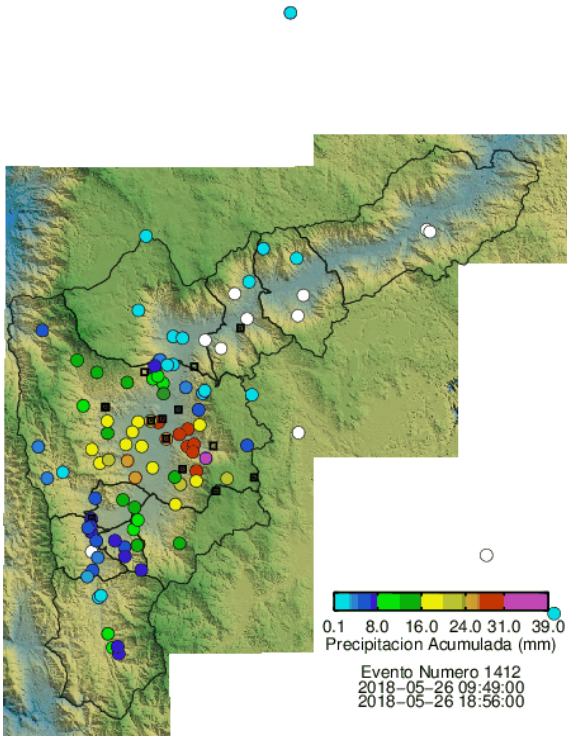 0.1 8.0 16.0 24.0 31.0 39.0
Precipitacion Acumulada (mm)
Evento Numero 1412
2018-05-26 09:49:00
2018-05-26 18:56:00